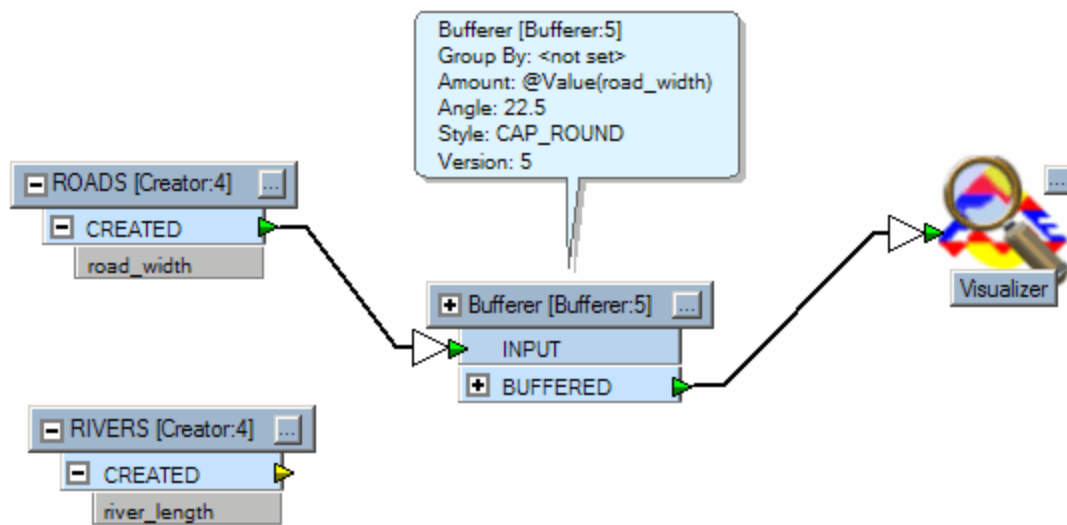 Bufferer [Bufferer:5]
Group By: <not set>
Amount: @Value(road_width)
Angle: 22.5
Style: CAP_ROUND
Version: 5
ROADS [Creator:4] ...
CREATED
road_width
...
Visualizer
Bufferer [Bufferer:5] ...
INPUT
BUFFERED
RIVERS [Creator:4] ...
CREATED
river_length